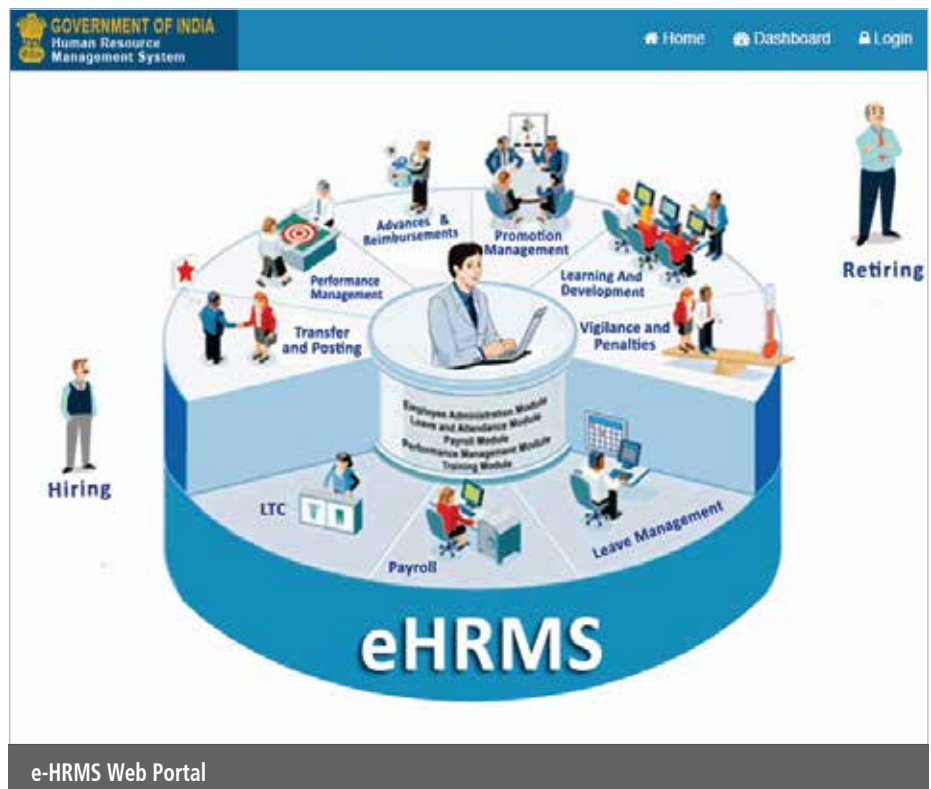 GOVERNMENT OF INDIA
Human Resource
Management System
Home
Dashboard
Login
Advances &
Reimbursements
Promotion
Management
Performance
Management
Learning And
Development
Transfer
and Posting
Vigilance and
Penalties
Retiring
Hiring
Employee Administration Module
Leave and Attendance Module
Payroll Module
Performance Management Module
Training Module
LTC
Payroll
Leave Management
eHRMS
e-HRMS Web Portal